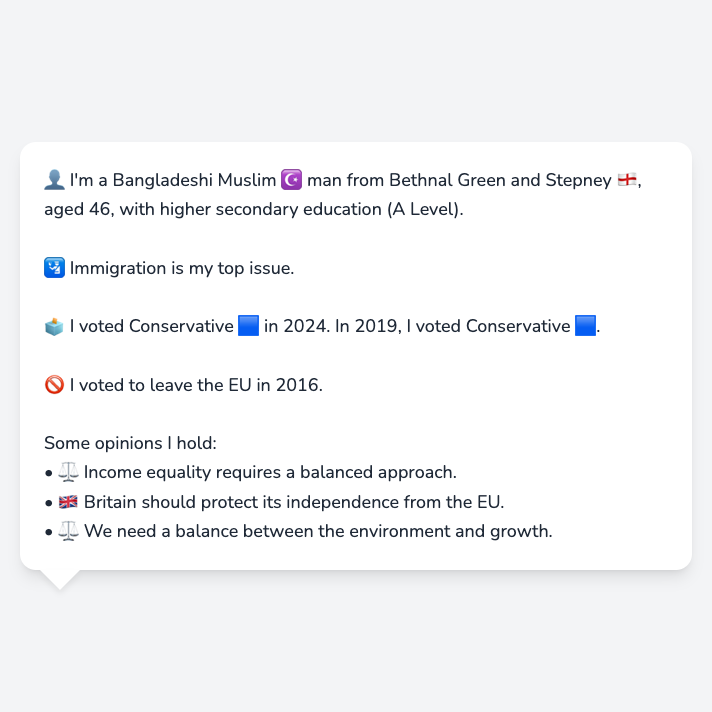 👤 I'm a Bangladeshi Muslim ☪️ man from Bethnal Green and Stepney 🏴󠁧󠁢󠁥󠁮󠁧󠁿,
aged 46, with higher secondary education (A Level).
🛂 Immigration is my top issue.
🗳️ I voted Conservative 🟦 in 2024. In 2019, I voted Conservative 🟦.
🚫 I voted to leave the EU in 2016.
Some opinions I hold:
• ⚖️ Income equality requires a balanced approach.
• 🇬🇧 Britain should protect its independence from the EU.
• ⚖️ We need a balance between the environment and growth.